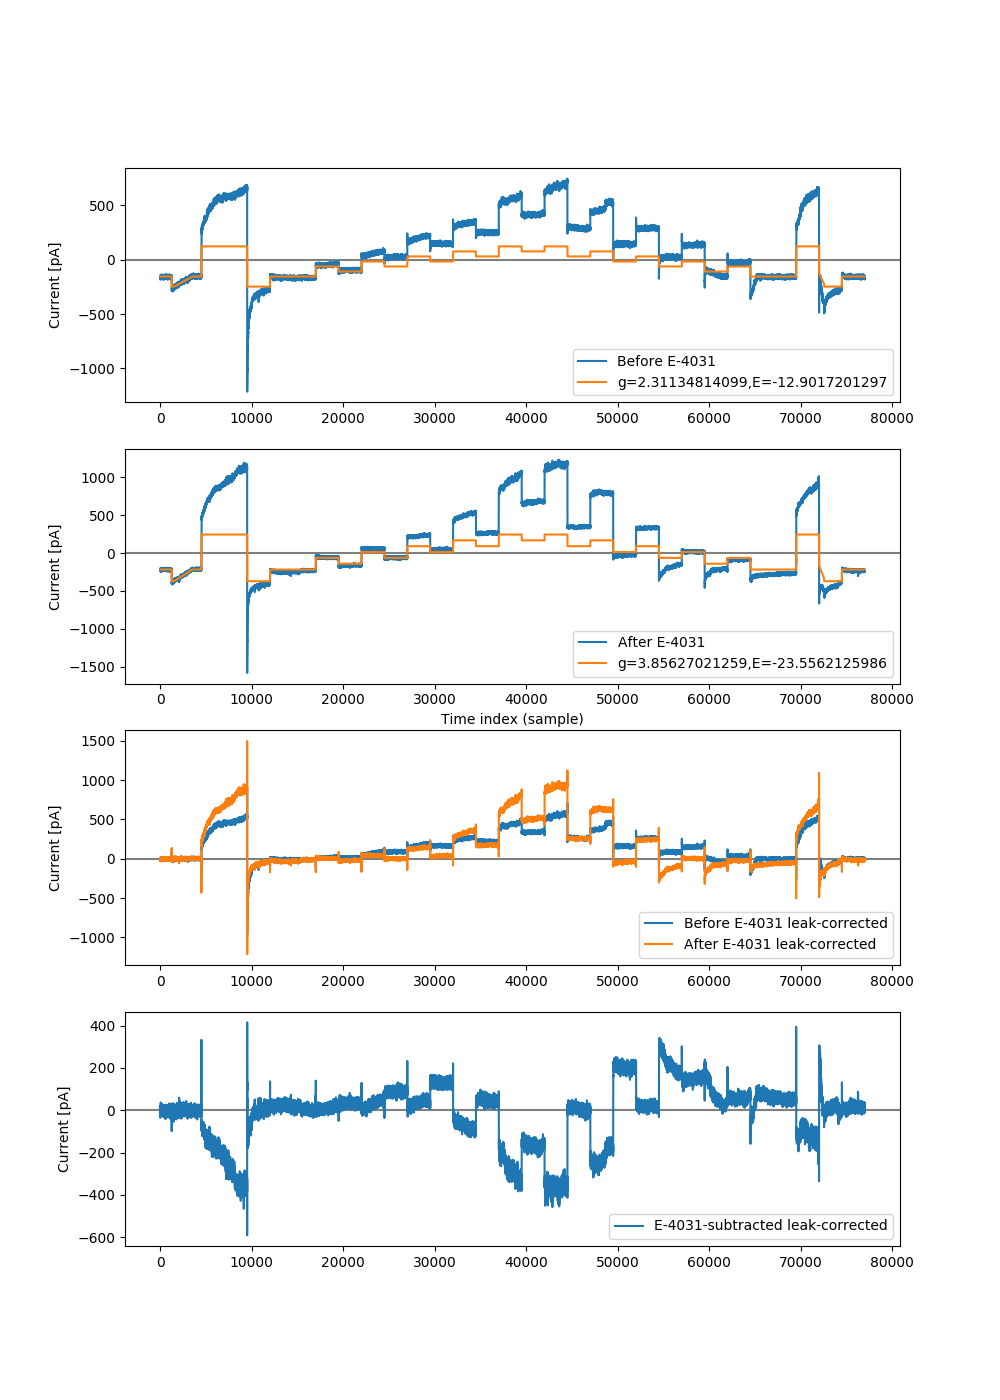 500
0
−500
−1000
Current [pA]
Before E-4031
g=2.31134814099,E=-12.9017201297
0 10000 20000 30000 40000 50000 60000 70000 80000
1000
500
0
−500
−1000
−1500
Current [pA]
After E-4031
g=3.85627021259,E=-23.5562125986
0 10000 20000 30000 40000 50000 60000 70000 80000
Time index (sample)
1500
1000
500
0
−500
−1000
Current [pA]
Before E-4031 leak-corrected
After E-4031 leak-corrected
0 10000 20000 30000 40000 50000 60000 70000 80000
400
200
0
−200
−400
−600
Current [pA]
E-4031-subtracted leak-corrected
0 10000 20000 30000 40000 50000 60000 70000 80000